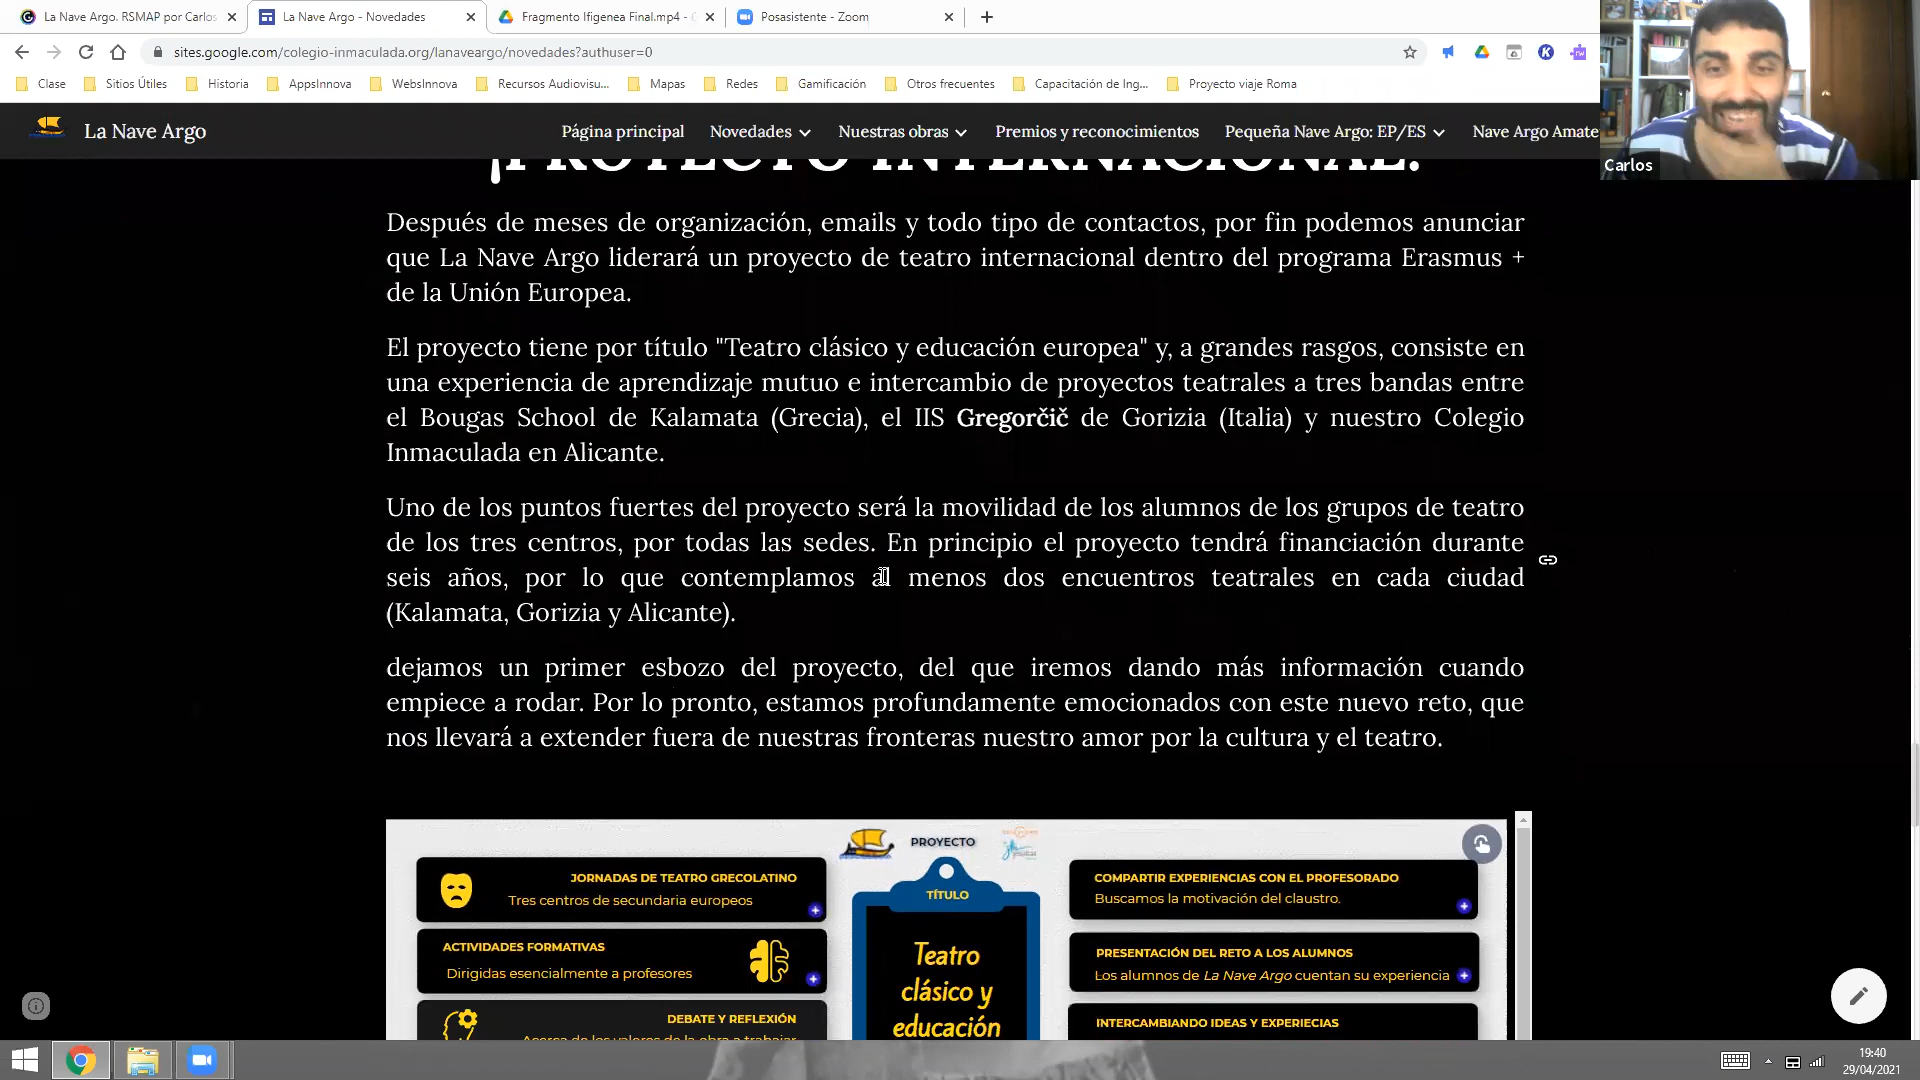 La Nave Argo. RSMAP por Carlos
La Nave Argo - Novedades
Fragmento Ifigenea Final.mp4 -
Posasistente - Zoom
sites.google.com/colegio-inmaculada.org/lanaveargo/novedades?authuser=0
Clase
Sitios Útiles
Historia
AppsInnova
WebsInnova
Recursos Audiovisu...
Mapas
Redes
Gamificación
Otros frecuentes
Capacitación de Ing...
Proyecto viaje Roma
La Nave Argo
Página principal
Novedades
Nuestras obras
Premios y reconocimientos
Pequeña Nave Argo: EP/ES
Nave Argo Amate
Carlos
¡PROYECTO INTERNACIONAL!
Después de meses de organización, emails y todo tipo de contactos, por fin podemos anunciar
que La Nave Argo liderará un proyecto de teatro internacional dentro del programa Erasmus +
de la Unión Europea.
El proyecto tiene por título "Teatro clásico y educación europea" y, a grandes rasgos, consiste en
una experiencia de aprendizaje mutuo e intercambio de proyectos teatrales a tres bandas entre
el Bougas School de Kalamata (Grecia), el IIS Gregorčič de Gorizia (Italia) y nuestro Colegio
Inmaculada en Alicante.
Uno de los puntos fuertes del proyecto será la movilidad de los alumnos de los grupos de teatro
de los tres centros, por todas las sedes. En principio el proyecto tendrá financiación durante
seis años, por lo que contemplamos al menos dos encuentros teatrales en cada ciudad
(Kalamata, Gorizia y Alicante).
dejamos un primer esbozo del proyecto, del que iremos dando más información cuando
empiece a rodar. Por lo pronto, estamos profundamente emocionados con este nuevo reto, que
nos llevará a extender fuera de nuestras fronteras nuestro amor por la cultura y el teatro.
PROYECTO
TÍTULO
Teatro
clásico y
educación
JORNADAS DE TEATRO GRECOLATINO
Tres centros de secundaria europeos
ACTIVIDADES FORMATIVAS
Dirigidas esencialmente a profesores
DEBATE Y REFLEXIÓN
Acerca de los valores de la obra a trabajar
COMPARTIR EXPERIENCIAS CON EL PROFESORADO
Buscamos la motivación del claustro.
PRESENTACIÓN DEL RETO A LOS ALUMNOS
Los alumnos de La Nave Argo cuentan su experiencia
INTERCAMBIANDO IDEAS Y EXPERIECIAS
19:40
29/04/2021